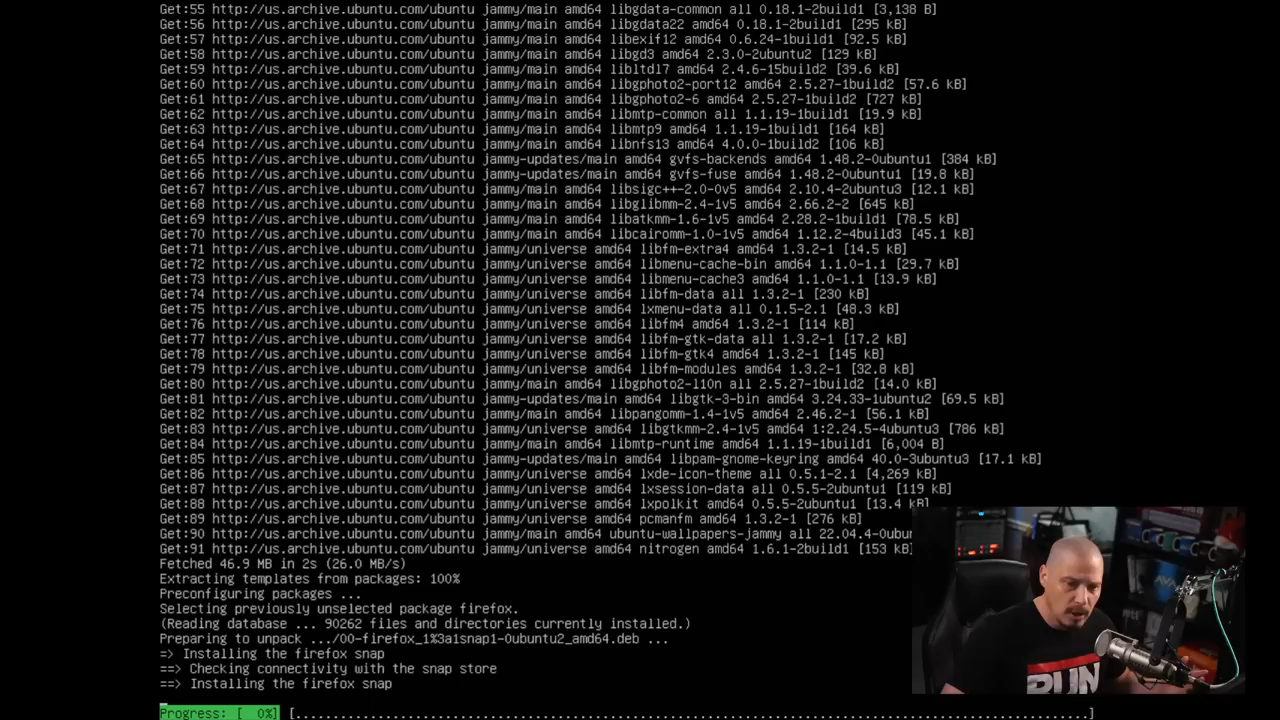 Get:55 http://us.archive.ubuntu.com/ubuntu jammy/main amd64 libgdata-common all 0.18.1-2build1 [3,138 B]
Get:56 http://us.archive.ubuntu.com/ubuntu jammy/main amd64 libgdata22 amd64 0.18.1-2build1 [295 kB]
Get:57 http://us.archive.ubuntu.com/ubuntu jammy/main amd64 libexif12 amd64 0.6.24-1build1 [92.5 kB]
Get:58 http://us.archive.ubuntu.com/ubuntu jammy/main amd64 libgd3 amd64 2.3.0-2ubuntu2 [129 kB]
Get:59 http://us.archive.ubuntu.com/ubuntu jammy/main amd64 libltdl7 amd64 2.4.6-15build2 [39.6 kB]
Get:60 http://us.archive.ubuntu.com/ubuntu jammy/main amd64 libgphoto2-port12 amd64 2.5.27-1build2 [57.6 kB]
Get:61 http://us.archive.ubuntu.com/ubuntu jammy/main amd64 libgphoto2-6 amd64 2.5.27-1build2 [727 kB]
Get:62 http://us.archive.ubuntu.com/ubuntu jammy/main amd64 libmtp-common all 1.1.19-1build1 [19.9 kB]
Get:63 http://us.archive.ubuntu.com/ubuntu jammy/main amd64 libmtp9 amd64 1.1.19-1build1 [164 kB]
Get:64 http://us.archive.ubuntu.com/ubuntu jammy/main amd64 libnfs13 amd64 4.0.0-1build2 [106 kB]
Get:65 http://us.archive.ubuntu.com/ubuntu jammy-updates/main amd64 gvfs-backends amd64 1.48.2-0ubuntu1 [384 kB]
Get:66 http://us.archive.ubuntu.com/ubuntu jammy-updates/main amd64 gvfs-fuse amd64 1.48.2-0ubuntu1 [19.8 kB]
Get:67 http://us.archive.ubuntu.com/ubuntu jammy/main amd64 libsigc++-2.0-0v5 amd64 2.10.4-2ubuntu3 [12.1 kB]
Get:68 http://us.archive.ubuntu.com/ubuntu jammy/main amd64 libglibmm-2.4-1v5 amd64 2.66.2-2 [645 kB]
Get:69 http://us.archive.ubuntu.com/ubuntu jammy/main amd64 libatkmm-1.6-1v5 amd64 2.28.2-1build1 [78.5 kB]
Get:70 http://us.archive.ubuntu.com/ubuntu jammy/main amd64 libcairomm-1.0-1v5 amd64 1.12.2-4build3 [45.1 kB]
Get:71 http://us.archive.ubuntu.com/ubuntu jammy/universe amd64 libfm-extra4 amd64 1.3.2-1 [14.5 kB]
Get:72 http://us.archive.ubuntu.com/ubuntu jammy/universe amd64 libmenu-cache-bin amd64 1.1.0-1.1 [29.7 kB]
Get:73 http://us.archive.ubuntu.com/ubuntu jammy/universe amd64 libmenu-cache3 amd64 1.1.0-1.1 [13.9 kB]
Get:74 http://us.archive.ubuntu.com/ubuntu jammy/universe amd64 libfm-data all 1.3.2-1 [230 kB]
Get:75 http://us.archive.ubuntu.com/ubuntu jammy/universe amd64 lxmenu-data all 0.1.5-2.1 [48.3 kB]
Get:76 http://us.archive.ubuntu.com/ubuntu jammy/universe amd64 libfm4 amd64 1.3.2-1 [114 kB]
Get:77 http://us.archive.ubuntu.com/ubuntu jammy/universe amd64 libfm-gtk-data all 1.3.2-1 [17.2 kB]
Get:78 http://us.archive.ubuntu.com/ubuntu jammy/universe amd64 libfm-gtk4 amd64 1.3.2-1 [145 kB]
Get:79 http://us.archive.ubuntu.com/ubuntu jammy/universe amd64 libfm-modules amd64 1.3.2-1 [32.8 kB]
Get:80 http://us.archive.ubuntu.com/ubuntu jammy/main amd64 libgphoto2-l10n all 2.5.27-1build2 [14.0 kB]
Get:81 http://us.archive.ubuntu.com/ubuntu jammy-updates/main amd64 libgtk-3-bin amd64 3.24.33-1ubuntu2 [69.5 kB]
Get:82 http://us.archive.ubuntu.com/ubuntu jammy/main amd64 libpangomm-1.4-1v5 amd64 2.46.2-1 [56.1 kB]
Get:83 http://us.archive.ubuntu.com/ubuntu jammy/main amd64 libgtkmm-2.4-1v5 amd64 1:2.24.5-4ubuntu3 [786 kB]
Get:84 http://us.archive.ubuntu.com/ubuntu jammy/main amd64 libmtp-runtime amd64 1.1.19-1build1 [6,004 B]
Get:85 http://us.archive.ubuntu.com/ubuntu jammy-updates/main amd64 libpam-gnome-keyring amd64 40.0-3ubuntu3 [17.1 kB]
Get:86 http://us.archive.ubuntu.com/ubuntu jammy/universe amd64 lxde-icon-theme all 0.5.1-2.1 [4,269 kB]
Get:87 http://us.archive.ubuntu.com/ubuntu jammy/universe amd64 lxsession-data all 0.5.5-2ubuntu1 [119 kB]
Get:88 http://us.archive.ubuntu.com/ubuntu jammy/universe amd64 lxpolkit amd64 0.5.5-2ubuntu1 [13.4 kB]
Get:89 http://us.archive.ubuntu.com/ubuntu jammy/universe amd64 pcmanfm amd64 1.3.2-1 [276 kB]
Get:90 http://us.archive.ubuntu.com/ubuntu jammy/main amd64 ubuntu-wallpapers-jammy all 22.04.4-0ubun
Get:91 http://us.archive.ubuntu.com/ubuntu jammy/universe amd64 nitrogen amd64 1.6.1-2build1 [153 kB]
Fetched 46.9 MB in 2s (26.0 MB/s)
Extracting templates from packages: 100%
Preconfiguring packages ...
Selecting previously unselected package firefox.
(Reading database ... 90262 files and directories currently installed.)
Preparing to unpack .../00-firefox_1%3a1snap1-0ubuntu2_amd64.deb ...
=> Installing the firefox snap
==> Checking connectivity with the snap store
==> Installing the firefox snap
RUN
Progress: [  0%] [..........................................................................................................]